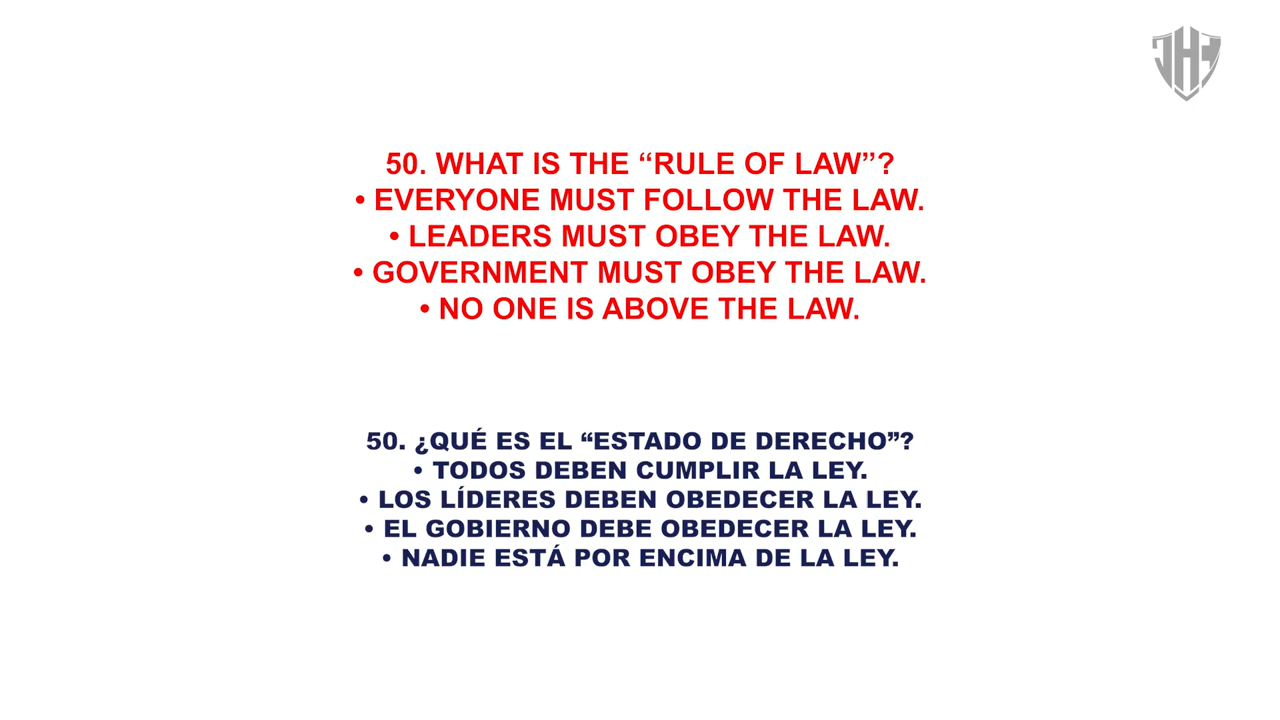 JHF
50. WHAT IS THE “RULE OF LAW”?
• EVERYONE MUST FOLLOW THE LAW.
• LEADERS MUST OBEY THE LAW.
• GOVERNMENT MUST OBEY THE LAW.
• NO ONE IS ABOVE THE LAW.
50. ¿QUÉ ES EL “ESTADO DE DERECHO”?
• TODOS DEBEN CUMPLIR LA LEY.
• LOS LÍDERES DEBEN OBEDECER LA LEY.
• EL GOBIERNO DEBE OBEDECER LA LEY.
• NADIE ESTÁ POR ENCIMA DE LA LEY.